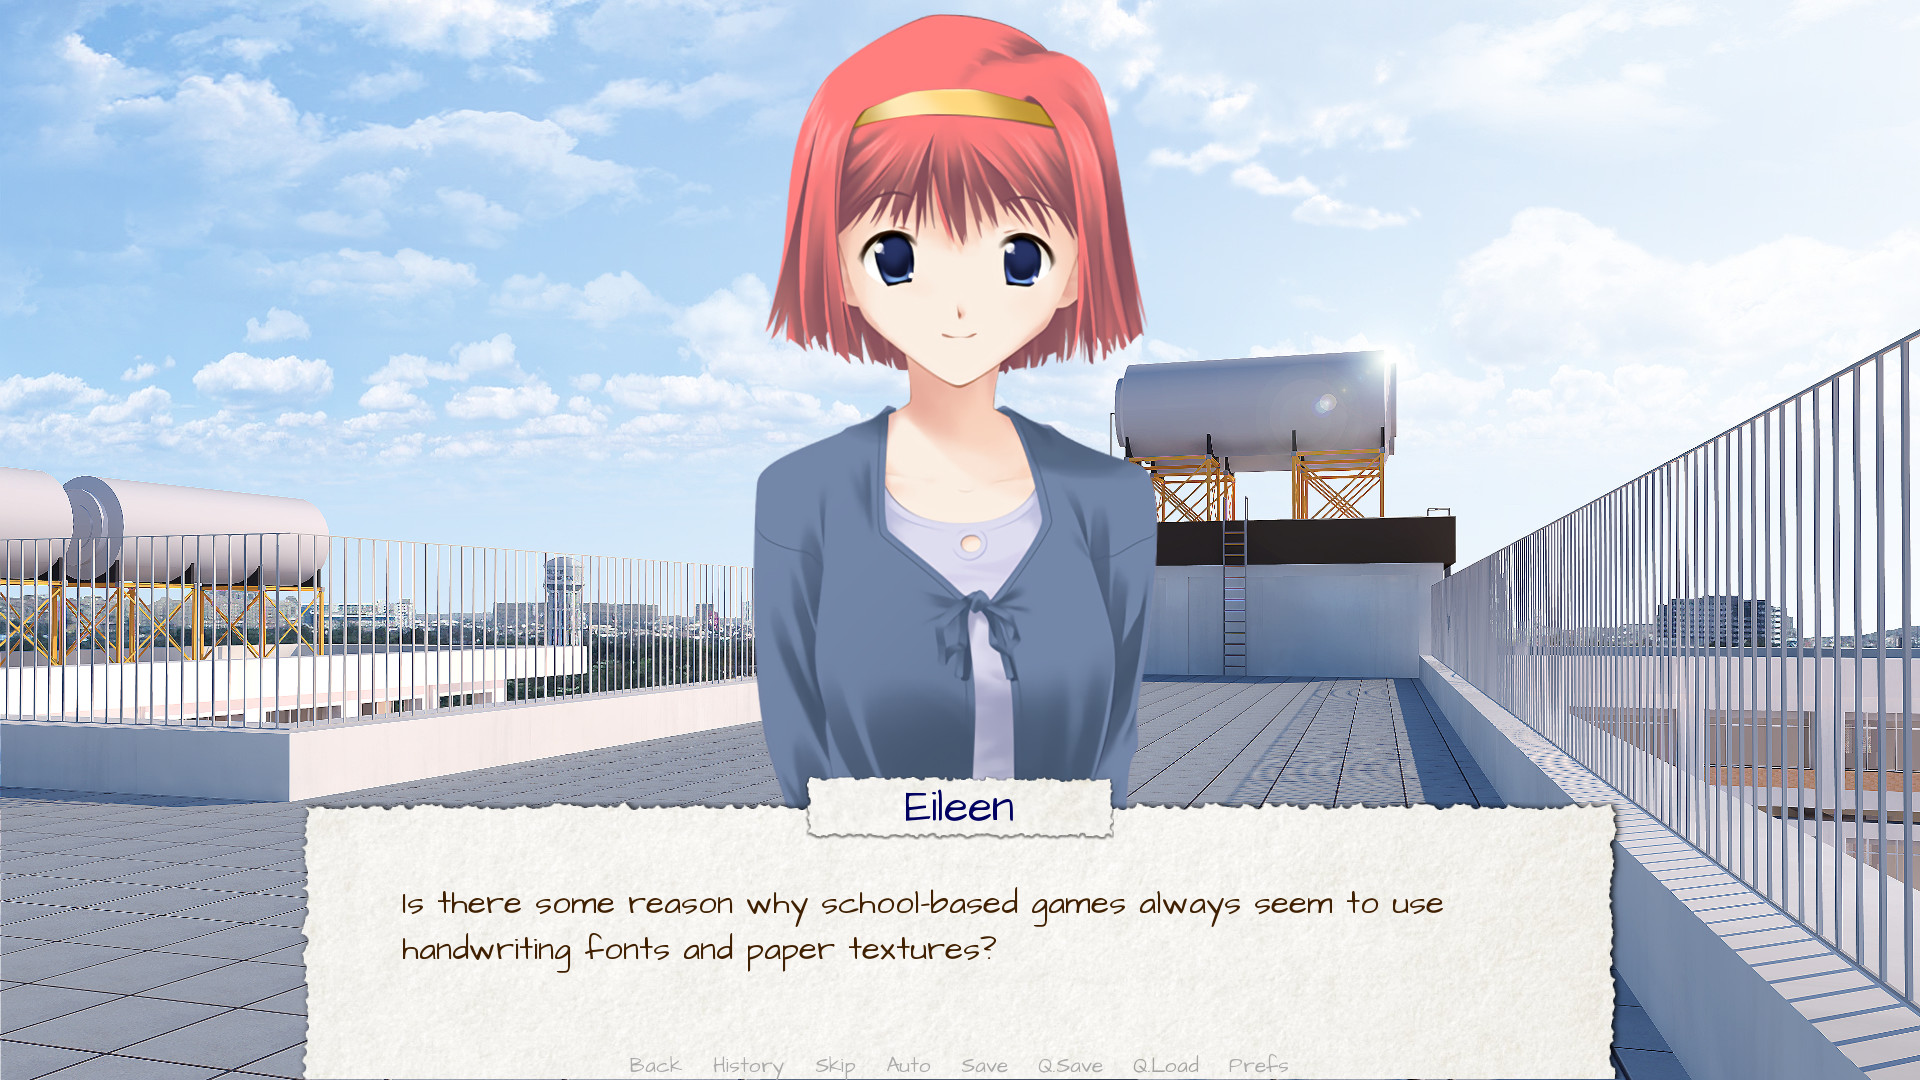 Eileen
Is there some reason why school-based games always seem to use
handwriting fonts and paper textures?
Back History Skip Auto Save Q.Save Q.Load Prefs